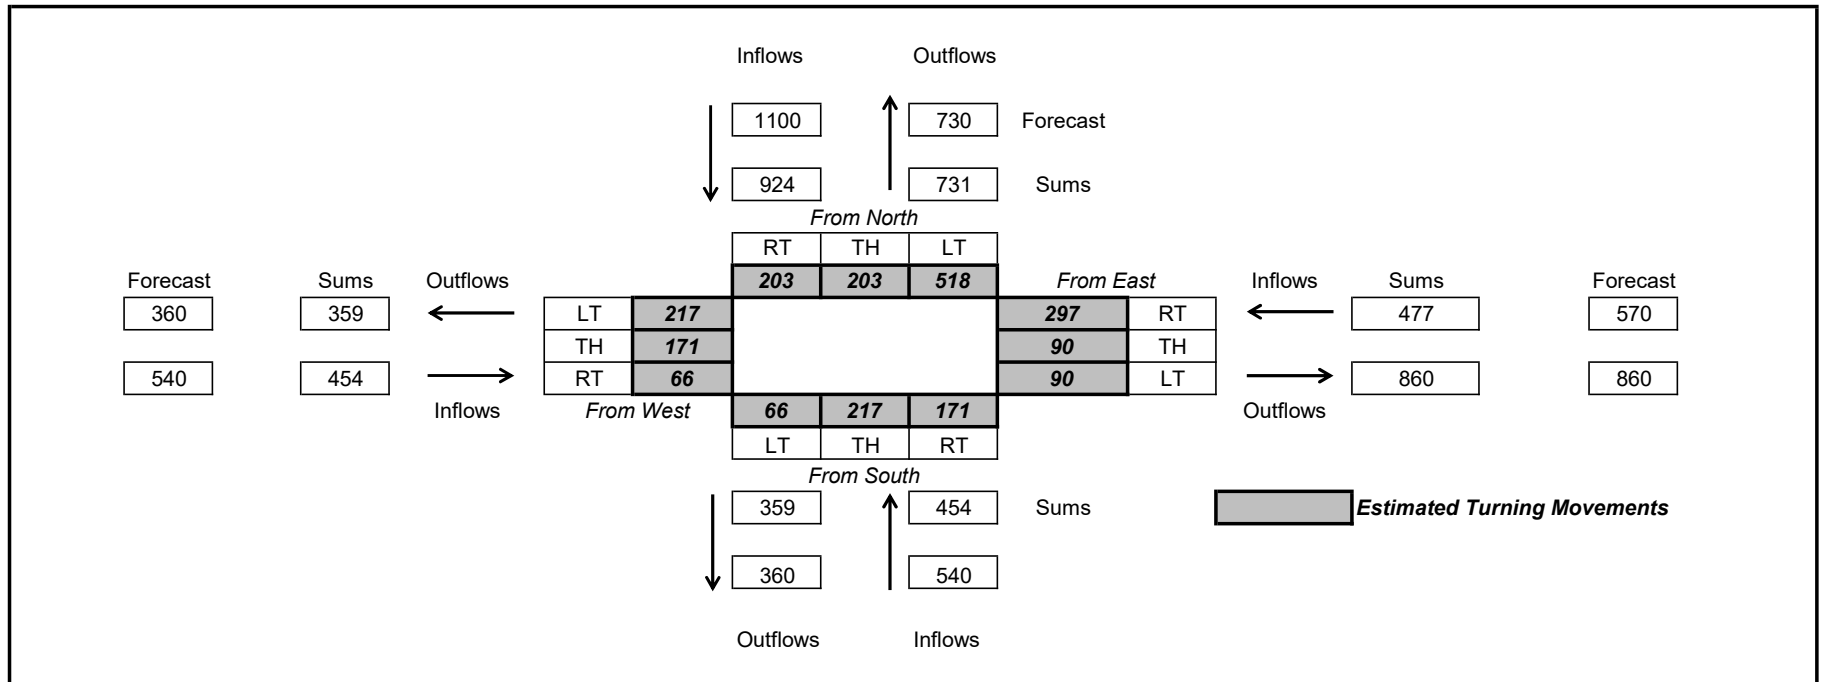 Inflows Outflows
1100 730 Forecast
924 731 Sums
From North
RT TH LT
Forecast Sums Outflows 203 203 518 From East Inflows Sums Forecast
360 359 LT 217 297 RT 477 570
TH 171 90 TH
540 454 RT 66 90 LT 860 860
Inflows From West 66 217 171 Outflows
LT TH RT
From South
359 454 Sums Estimated Turning Movements
360 540
Outflows Inflows